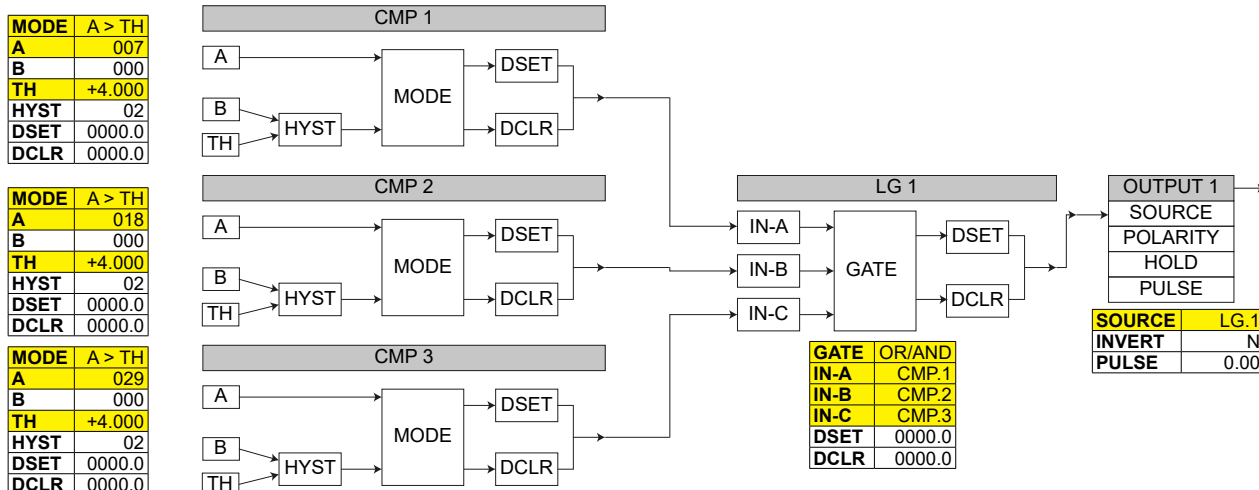 CMP 1
MODE A > TH
A 007
B 000
TH +4.000
HYST 02
DSET 0000.0
DCLR 0000.0
A
B
TH
HYST
MODE
DSET
DCLR
CMP 2
MODE A > TH
A 018
B 000
TH +4.000
HYST 02
DSET 0000.0
DCLR 0000.0
A
B
TH
HYST
MODE
DSET
DCLR
CMP 3
MODE A > TH
A 029
B 000
TH +4.000
HYST 02
DSET 0000.0
DCLR 0000.0
A
B
TH
HYST
MODE
DSET
DCLR
LG 1
IN-A
IN-B
IN-C
GATE
DSET
DCLR
GATE OR/AND
IN-A CMP.1
IN-B CMP.2
IN-C CMP.3
DSET 0000.0
DCLR 0000.0
OUTPUT 1
SOURCE
POLARITY
HOLD
PULSE
SOURCE LG.1
INVERT N
PULSE 0.00